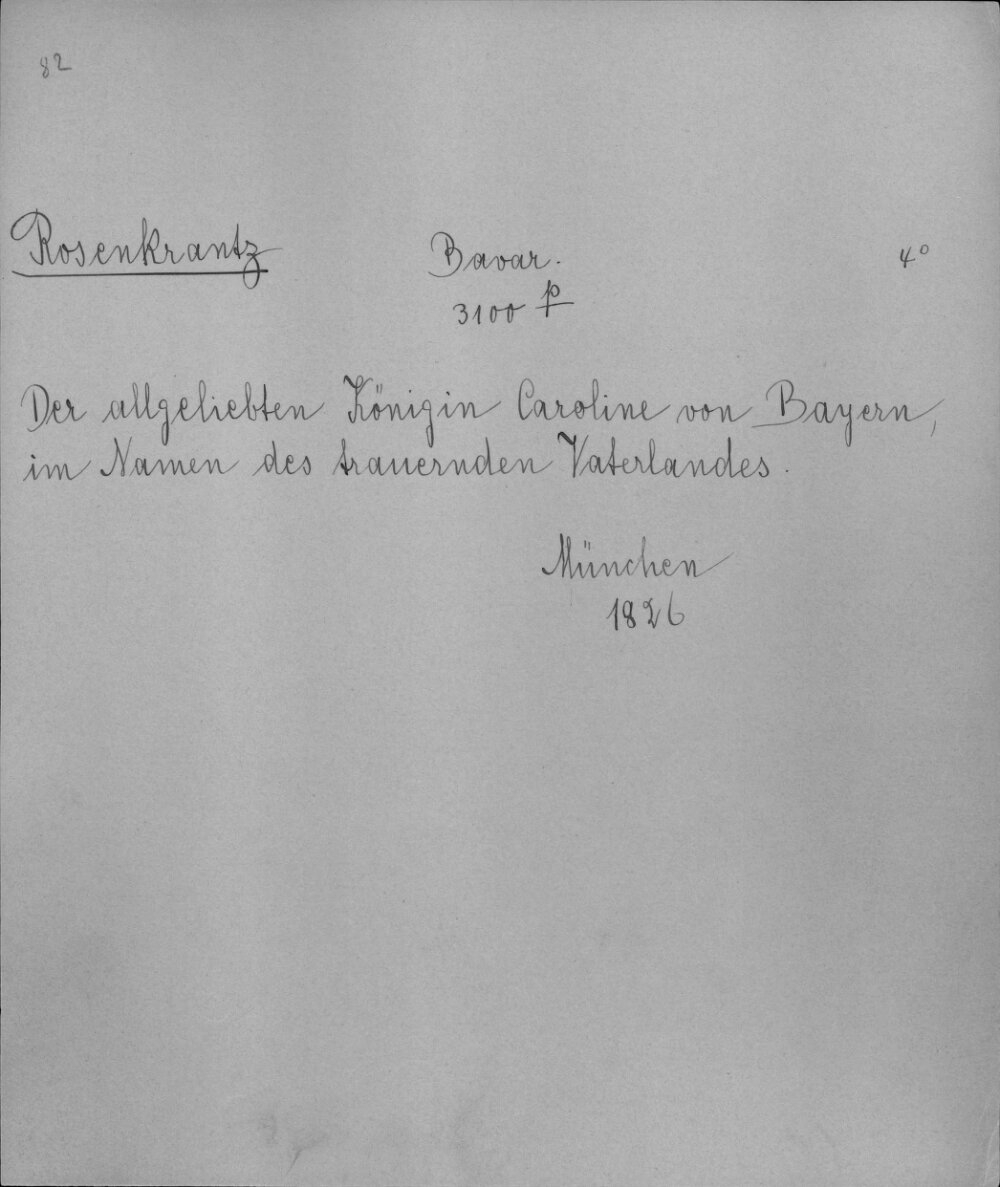 82
Rosenkrantz Bavar. 4°
3100 p
Der allgeliebten Königin Caroline von Bayern,
im Namen des trauernden Vaterlandes.
München
1826